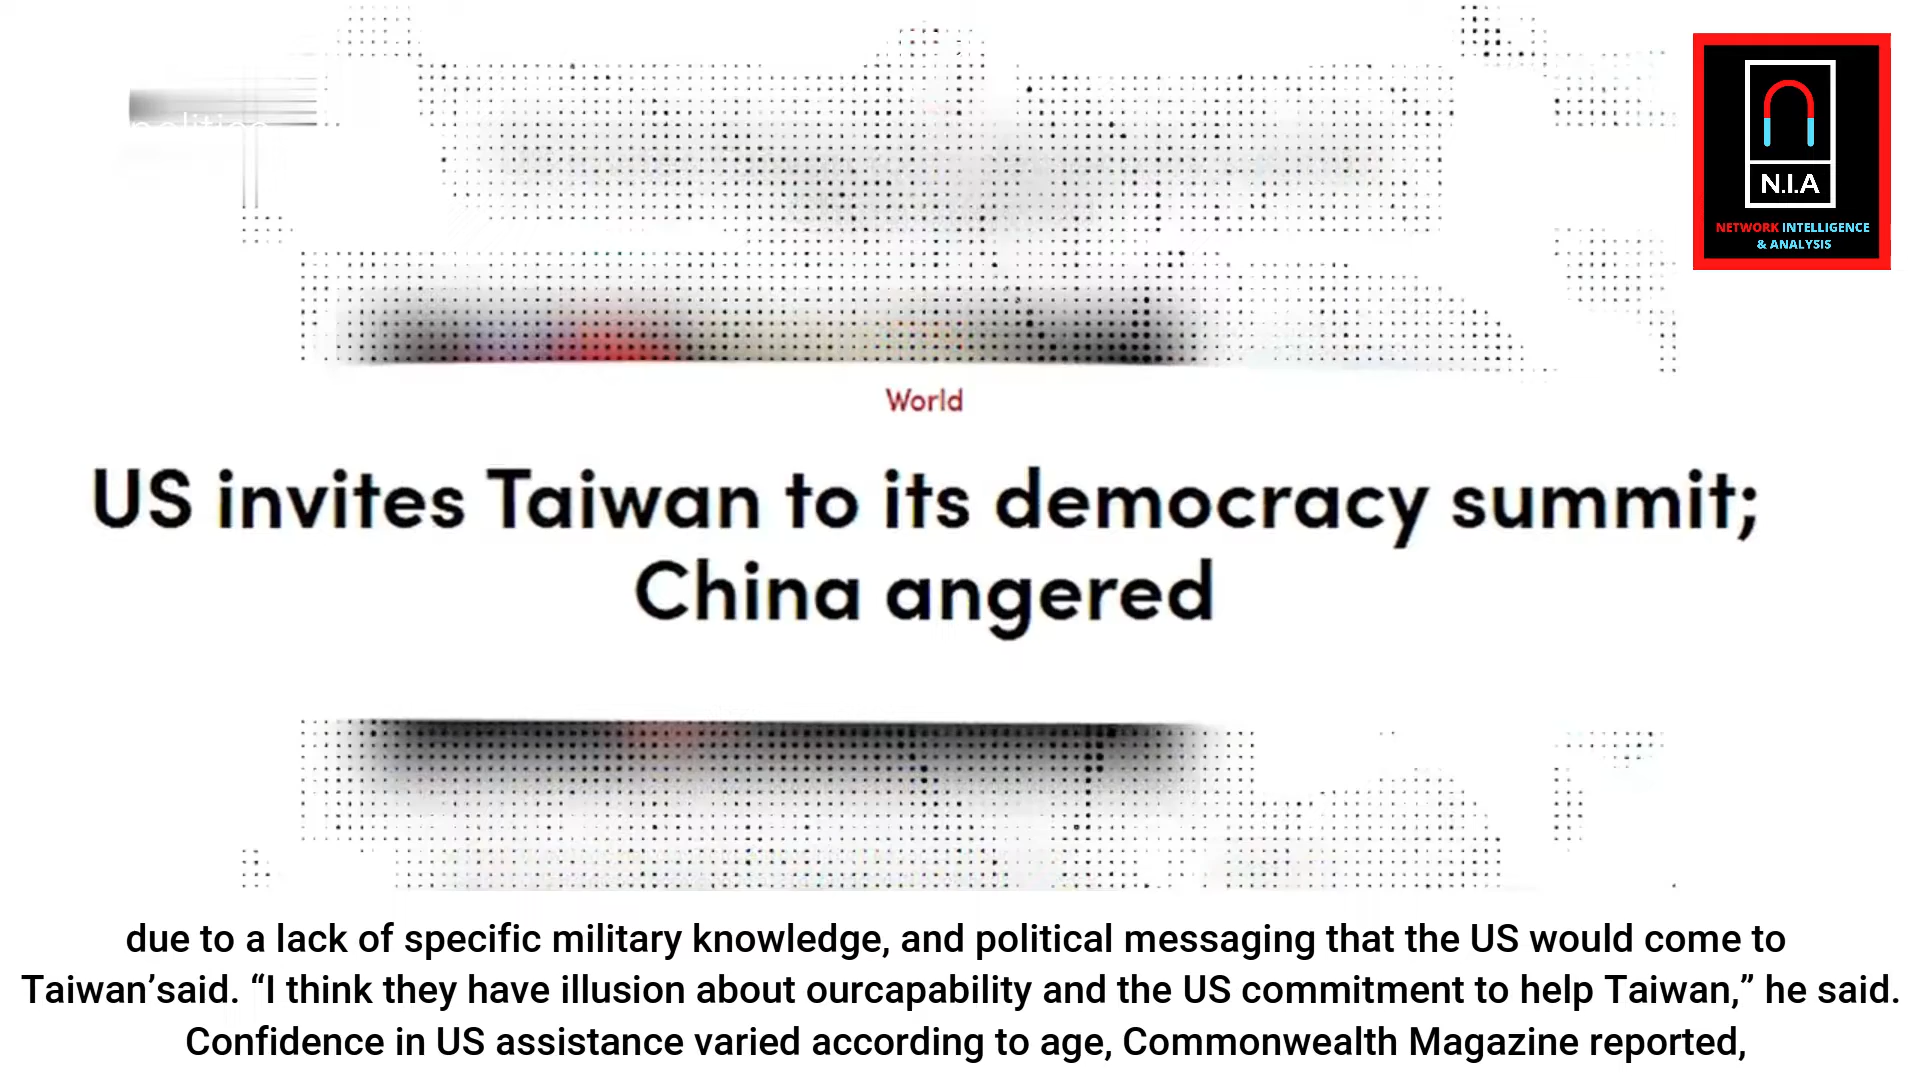 N.I.A
NETWORK INTELLIGENCE
& ANALYSIS
World
US invites Taiwan to its democracy summit;
China angered
due to a lack of specific military knowledge, and political messaging that the US would come to
Taiwan’said. “I think they have illusion about ourcapability and the US commitment to help Taiwan,” he said.
Confidence in US assistance varied according to age, Commonwealth Magazine reported,